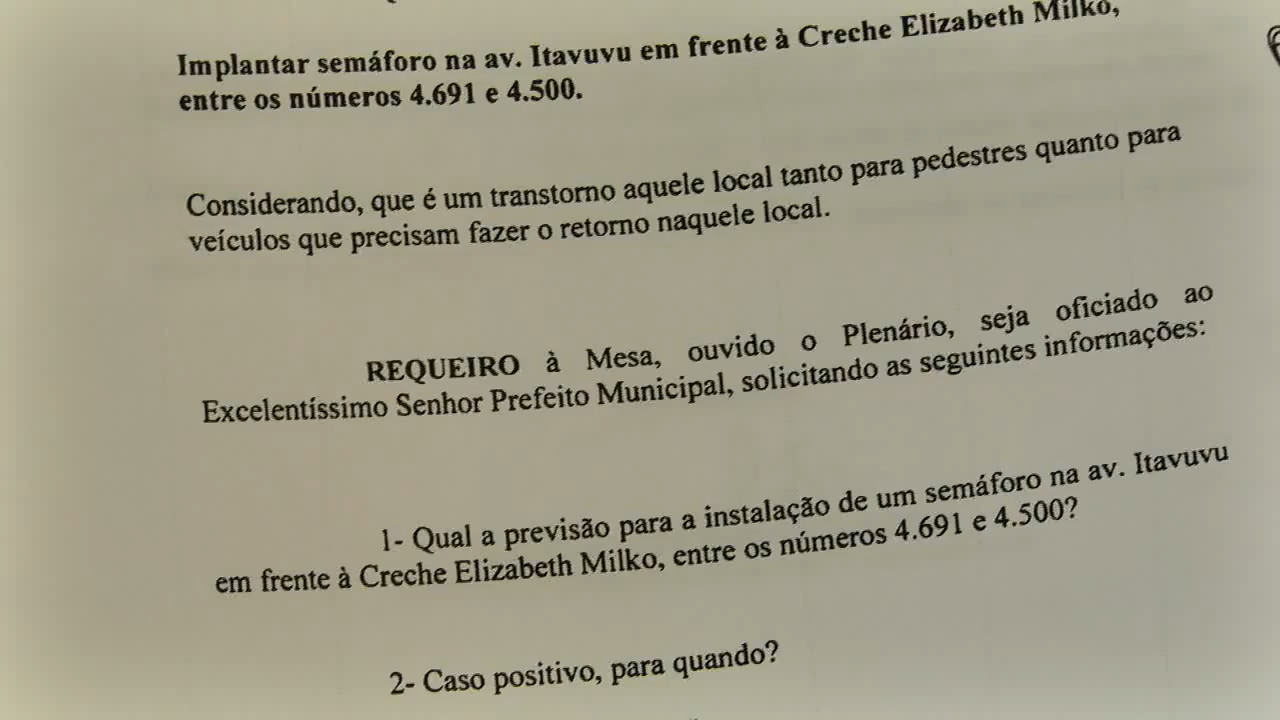 Implantar semáforo na av. Itavuvu em frente à Creche Elizabeth Milko,
entre os números 4.691 e 4.500.
Considerando, que é um transtorno aquele local tanto para pedestres quanto para
veículos que precisam fazer o retorno naquele local.
REQUEIRO à Mesa, ouvido o Plenário, seja oficiado ao
Excelentíssimo Senhor Prefeito Municipal, solicitando as seguintes informações:
1- Qual a previsão para a instalação de um semáforo na av. Itavuvu
em frente à Creche Elizabeth Milko, entre os números 4.691 e 4.500?
2- Caso positivo, para quando?